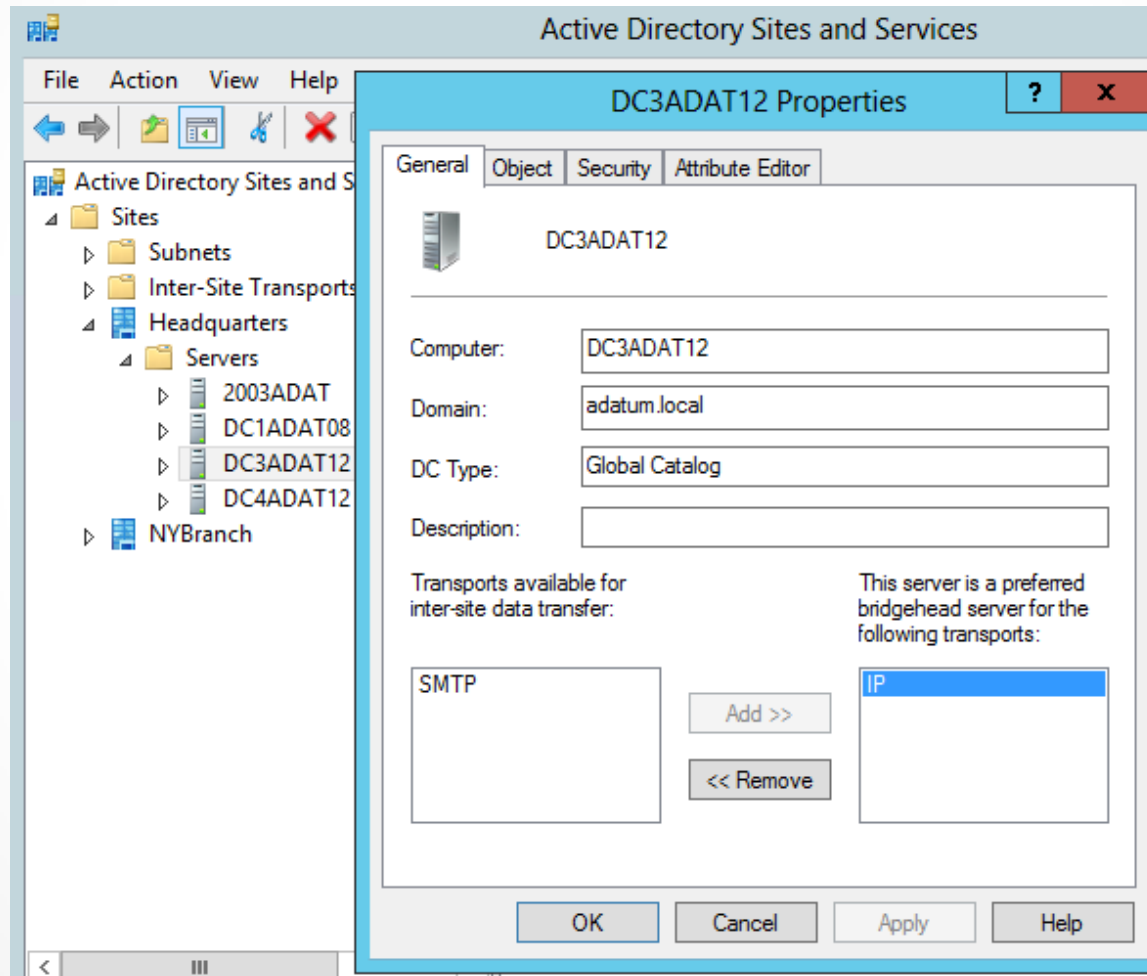 Active Directory Sites and Services
File Action View Help
DC3ADAT12 Properties
?
x
General Object Security Attribute Editor
Active Directory Sites and S
Sites
Subnets
Inter-Site Transports
Headquarters
Servers
2003ADAT
DC1ADAT08
DC3ADAT12
DC4ADAT12
NYBranch
DC3ADAT12
Computer: DC3ADAT12
Domain: adatum.local
DC Type: Global Catalog
Description:
Transports available for
inter-site data transfer:
This server is a preferred
bridgehead server for the
following transports:
SMTP
Add >>
<< Remove
IP
OK Cancel Apply Help